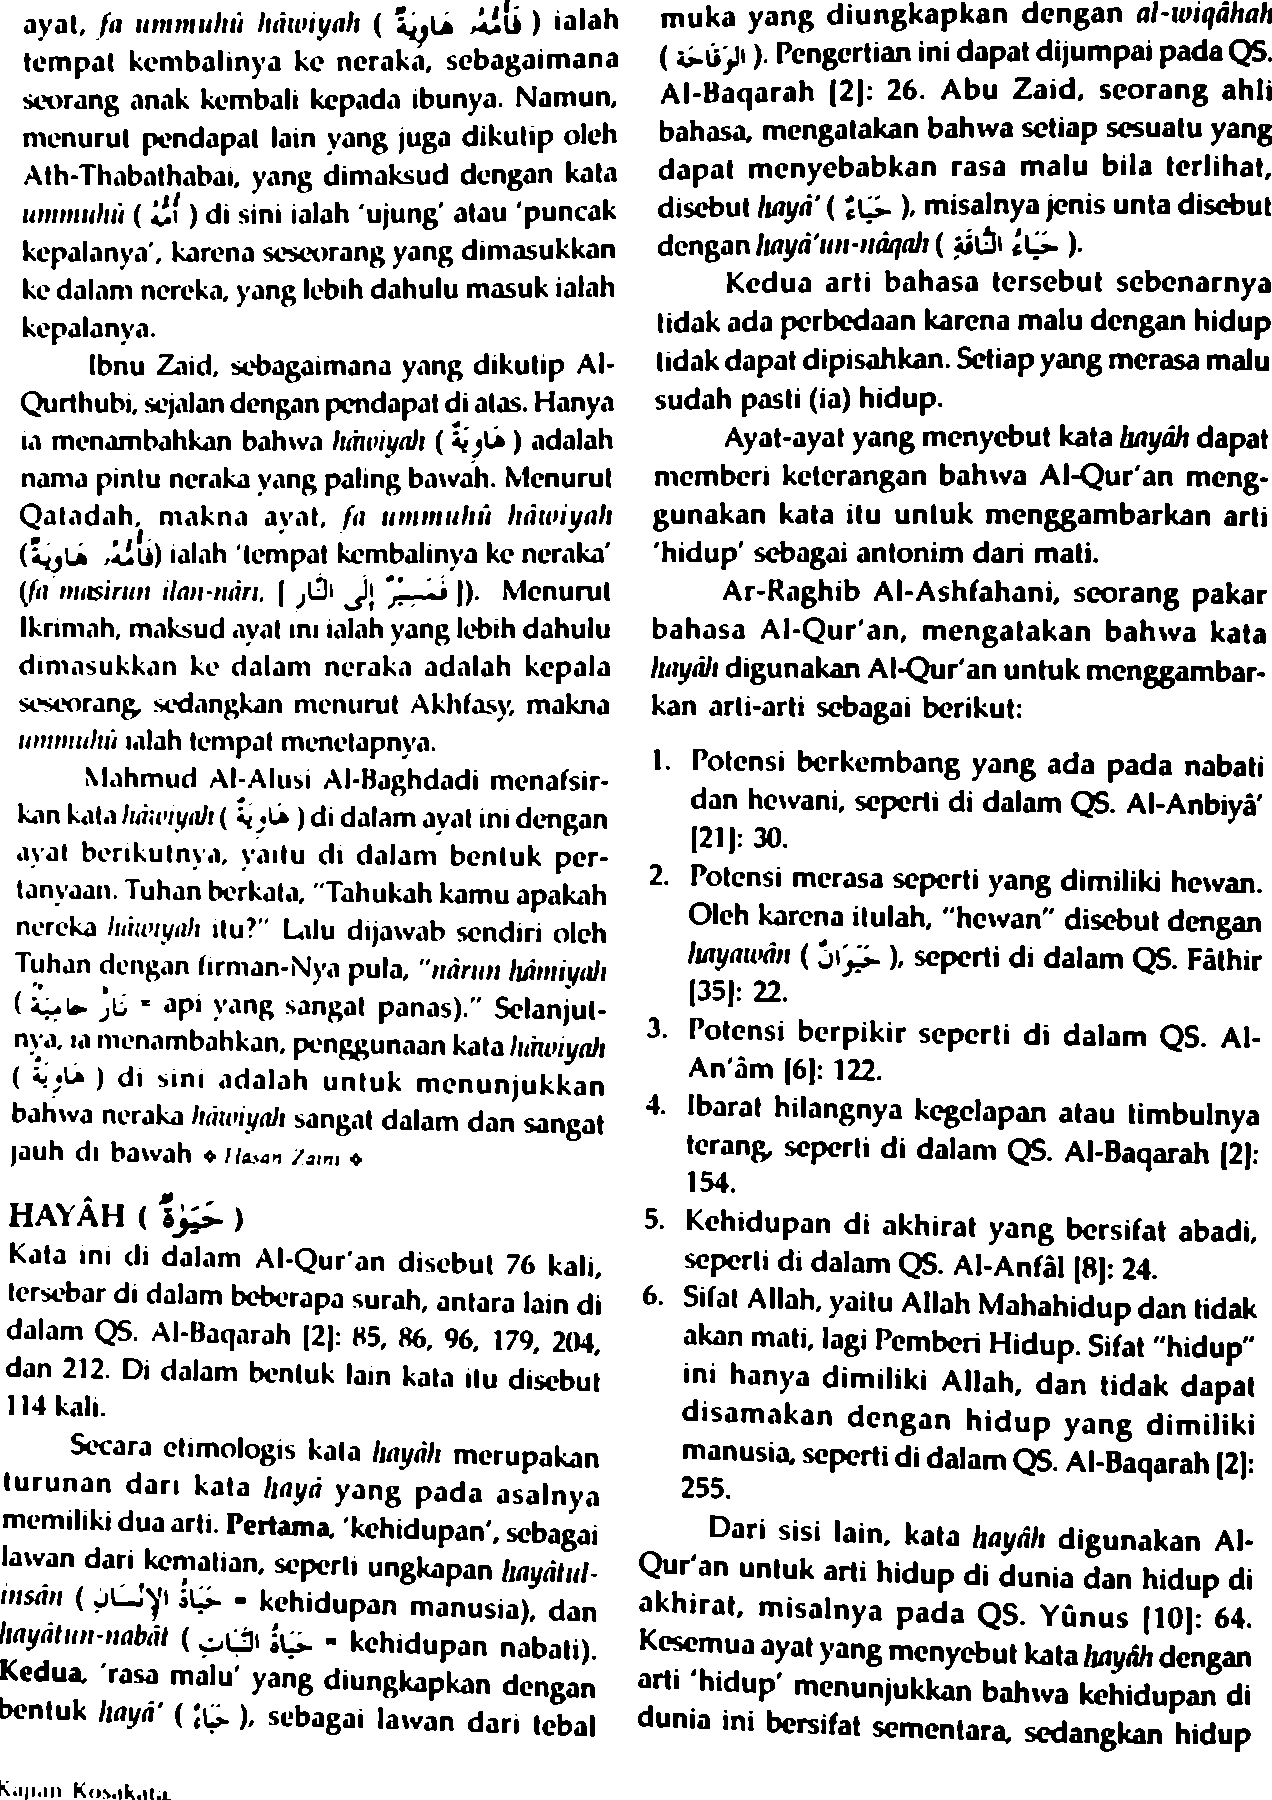 ayat, fa ummuhû hâwiyah ( فَأُمُّهُ هَاوِيَةٌ ) ialah
tempat kembalinya ke neraka, sebagaimana
seorang anak kembali kepada ibunya. Namun,
menurut pendapat lain yang juga dikutip oleh
Ath-Thabathabai, yang dimaksud dengan kata
ummuhû ( أُمُّهُ ) di sini ialah 'ujung' atau 'puncak
kepalanya', karena seseorang yang dimasukkan
ke dalam nereka, yang lebih dahulu masuk ialah
kepalanya.
Ibnu Zaid, sebagaimana yang dikutip Al-
Qurthubi, sejalan dengan pendapat di atas. Hanya
ia menambahkan bahwa hâwiyah ( هَاوِيَةٌ ) adalah
nama pintu neraka yang paling bawah. Menurut
Qatadah, makna ayat, fa ummuhû hâwiyah
(فَأُمُّهُ هَاوِيَةٌ) ialah 'tempat kembalinya ke neraka'
(fa masirun ilan-nâri, [ فَمَسِيْرٌ إِلَى النَّارِ ]). Menurut
Ikrimah, maksud ayat ini ialah yang lebih dahulu
dimasukkan ke dalam neraka adalah kepala
seseorang, sedangkan menurut Akhfasy, makna
ummuhû ialah tempat menetapnya.
Mahmud Al-Alusi Al-Baghdadi menafsir-
kan kata hâwiyah ( هَاوِيَةٌ ) di dalam ayat ini dengan
ayat berikutnya, yaitu di dalam bentuk per-
tanyaan. Tuhan berkata, "Tahukah kamu apakah
nereka hâwiyah itu?" Lalu dijawab sendiri oleh
Tuhan dengan firman-Nya pula, "nârun hâmiyah
( نَارٌ حَامِيَةٌ = api yang sangat panas)." Selanjut-
nya, ia menambahkan, penggunaan kata hâwiyah
( هَاوِيَةٌ ) di sini adalah untuk menunjukkan
bahwa neraka hâwiyah sangat dalam dan sangat
jauh di bawah ❖ Hasan Zaini ❖
HAYÂH ( حَيَوٰةٌ )
Kata ini di dalam Al-Qur'an disebut 76 kali,
tersebar di dalam beberapa surah, antara lain di
dalam QS. Al-Baqarah [2]: 85, 86, 96, 179, 204,
dan 212. Di dalam bentuk lain kata itu disebut
114 kali.
Secara etimologis kata hayâh merupakan
turunan dari kata hayâ yang pada asalnya
memiliki dua arti. Pertama, 'kehidupan', sebagai
lawan dari kematian, seperti ungkapan hayâtul-
insân ( حَيَاةُ الإِنْسَانِ = kehidupan manusia), dan
hayâtun-nabât ( حَيَاةُ النَّبَاتِ = kehidupan nabati).
Kedua, 'rasa malu' yang diungkapkan dengan
bentuk hayâ' ( حَيَاءٌ ), sebagai lawan dari tebal
Kajian Kosakata
muka yang diungkapkan dengan al-wiqâhah
( الوَقَاحَة ). Pengertian ini dapat dijumpai pada QS.
Al-Baqarah [2]: 26. Abu Zaid, seorang ahli
bahasa, mengatakan bahwa setiap sesuatu yang
dapat menyebabkan rasa malu bila terlihat,
disebut hayâ' ( حَيَاءٌ ), misalnya jenis unta disebut
dengan hayâ'un-nâqah ( حَيَاءُ النَّاقَةِ ).
Kedua arti bahasa tersebut sebenarnya
tidak ada perbedaan karena malu dengan hidup
tidak dapat dipisahkan. Setiap yang merasa malu
sudah pasti (ia) hidup.
Ayat-ayat yang menyebut kata hayâh dapat
memberi keterangan bahwa Al-Qur'an meng-
gunakan kata itu untuk menggambarkan arti
'hidup' sebagai antonim dari mati.
Ar-Raghib Al-Ashfahani, seorang pakar
bahasa Al-Qur'an, mengatakan bahwa kata
hayâh digunakan Al-Qur'an untuk menggambar-
kan arti-arti sebagai berikut:
1. Potensi berkembang yang ada pada nabati
dan hewani, seperti di dalam QS. Al-Anbiyâ'
[21]: 30.
2. Potensi merasa seperti yang dimiliki hewan.
Oleh karena itulah, "hewan" disebut dengan
hayawân ( حَيَوَانٌ ), seperti di dalam QS. Fâthir
[35]: 22.
3. Potensi berpikir seperti di dalam QS. Al-
An'âm [6]: 122.
4. Ibarat hilangnya kegelapan atau timbulnya
terang, seperti di dalam QS. Al-Baqarah [2]:
154.
5. Kehidupan di akhirat yang bersifat abadi,
seperti di dalam QS. Al-Anfâl [8]: 24.
6. Sifat Allah, yaitu Allah Mahahidup dan tidak
akan mati, lagi Pemberi Hidup. Sifat "hidup"
ini hanya dimiliki Allah, dan tidak dapat
disamakan dengan hidup yang dimiliki
manusia, seperti di dalam QS. Al-Baqarah [2]:
255.
Dari sisi lain, kata hayâh digunakan Al-
Qur'an untuk arti hidup di dunia dan hidup di
akhirat, misalnya pada QS. Yûnus [10]: 64.
Kesemua ayat yang menyebut kata hayâh dengan
arti 'hidup' menunjukkan bahwa kehidupan di
dunia ini bersifat sementara, sedangkan hidup